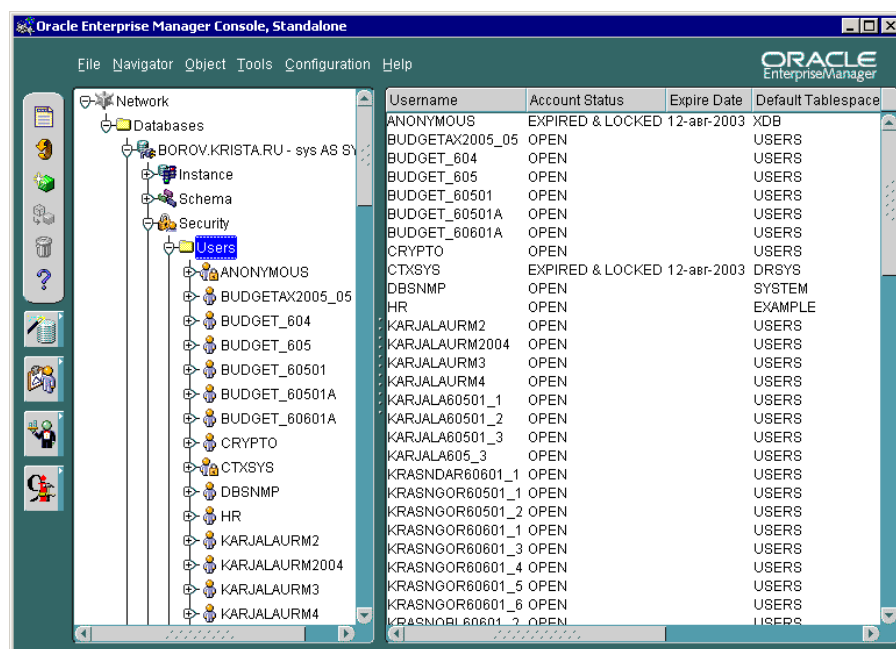 Oracle Enterprise Manager Console, Standalone
File Navigator Object Tools Configuration Help
ORACLE
EnterpriseManager
Network
Databases
BOROV.KRISTA.RU - sys AS SY
Instance
Schema
Security
Users
ANONYMOUS
BUDGETAX2005_05
BUDGET_604
BUDGET_605
BUDGET_60501
BUDGET_60501A
BUDGET_60601A
CRYPTO
CTXSYS
DBSNMP
HR
KARJALAURM2
KARJALAURM2004
KARJALAURM3
KARJALAURM4
Username Account Status Expire Date Default Tablespace
ANONYMOUS EXPIRED & LOCKED 12-авг-2003 XDB
BUDGETAX2005_05 OPEN USERS
BUDGET_604 OPEN USERS
BUDGET_605 OPEN USERS
BUDGET_60501 OPEN USERS
BUDGET_60501A OPEN USERS
BUDGET_60601A OPEN USERS
CRYPTO OPEN USERS
CTXSYS EXPIRED & LOCKED 12-авг-2003 DRSYS
DBSNMP OPEN SYSTEM
HR OPEN EXAMPLE
KARJALAURM2 OPEN USERS
KARJALAURM2004 OPEN USERS
KARJALAURM3 OPEN USERS
KARJALAURM4 OPEN USERS
KARJALA60501_1 OPEN USERS
KARJALA60501_2 OPEN USERS
KARJALA60501_3 OPEN USERS
KARJALA605_3 OPEN USERS
KRASNDAR60601_1 OPEN USERS
KRASNGOR60501_1 OPEN USERS
KRASNGOR60501_2 OPEN USERS
KRASNGOR60601_1 OPEN USERS
KRASNGOR60601_3 OPEN USERS
KRASNGOR60601_4 OPEN USERS
KRASNGOR60601_5 OPEN USERS
KRASNGOR60601_6 OPEN USERS
KRASNOBL60601_2 OPEN USERS